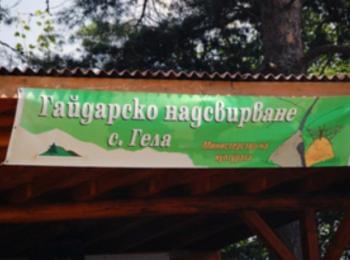 Гайдарско надсвирване
с. Гела
Министерство на
културата